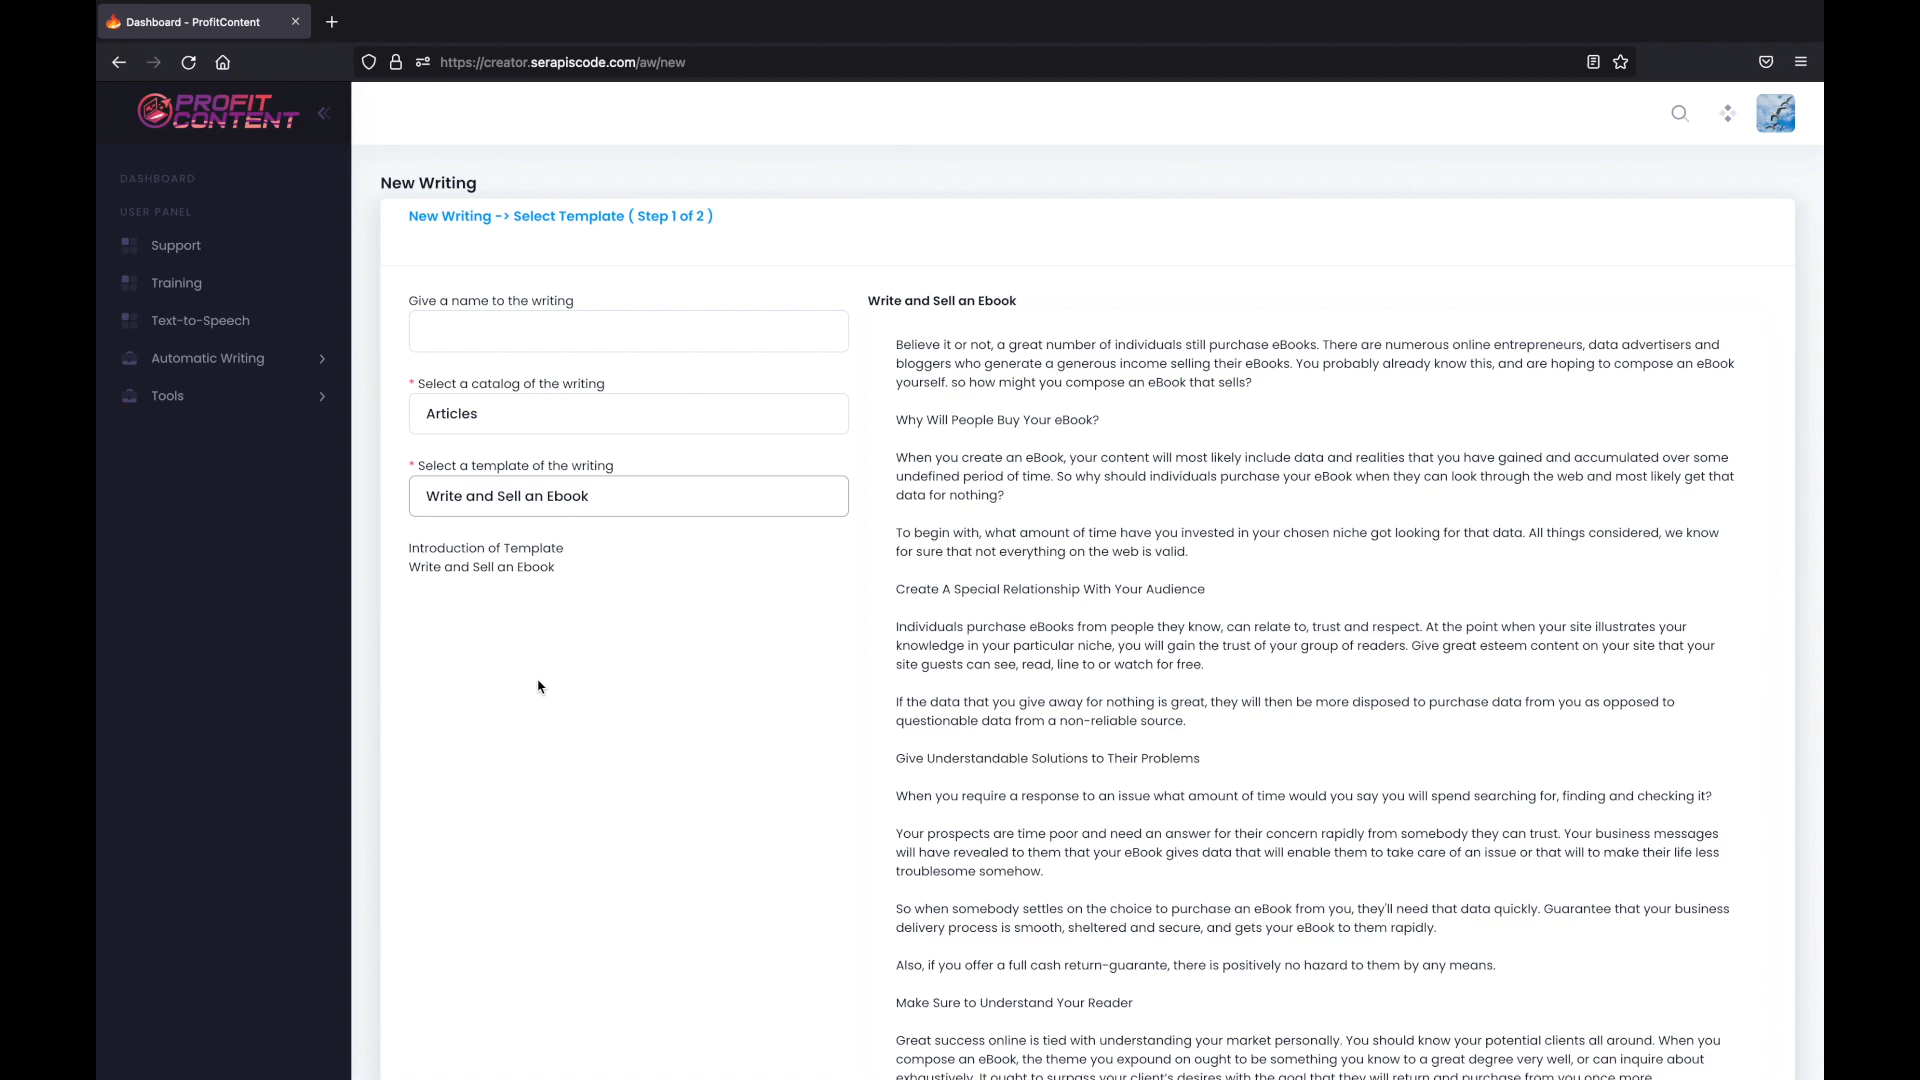 Dashboard - ProfitContent
https://creator.serapiscode.com/aw/new
PROFIT
CONTENT
DASHBOARD
USER PANEL
Support
Training
Text-to-Speech
Automatic Writing
Tools
New Writing
New Writing -> Select Template ( Step 1 of 2 )
Give a name to the writing
* Select a catalog of the writing
Articles
* Select a template of the writing
Write and Sell an Ebook
Introduction of Template
Write and Sell an Ebook
Write and Sell an Ebook
Believe it or not, a great number of individuals still purchase eBooks. There are numerous online entrepreneurs, data advertisers and
bloggers who generate a generous income selling their eBooks. You probably already know this, and are hoping to compose an eBook
yourself. so how might you compose an eBook that sells?
Why Will People Buy Your eBook?
When you create an eBook, your content will most likely include data and realities that you have gained and accumulated over some
undefined period of time. So why should individuals purchase your eBook when they can look through the web and most likely get that
data for nothing?
To begin with, what amount of time have you invested in your chosen niche got looking for that data. All things considered, we know
for sure that not everything on the web is valid.
Create A Special Relationship With Your Audience
Individuals purchase eBooks from people they know, can relate to, trust and respect. At the point when your site illustrates your
knowledge in your particular niche, you will gain the trust of your group of readers. Give great esteem content on your site that your
site guests can see, read, line to or watch for free.
If the data that you give away for nothing is great, they will then be more disposed to purchase data from you as opposed to
questionable data from a non-reliable source.
Give Understandable Solutions to Their Problems
When you require a response to an issue what amount of time would you say you will spend searching for, finding and checking it?
Your prospects are time poor and need an answer for their concern rapidly from somebody they can trust. Your business messages
will have revealed to them that your eBook gives data that will enable them to take care of an issue or that will to make their life less
troublesome somehow.
So when somebody settles on the choice to purchase an eBook from you, they'll need that data quickly. Guarantee that your business
delivery process is smooth, sheltered and secure, and gets your eBook to them rapidly.
Also, if you offer a full cash return-guarante, there is positively no hazard to them by any means.
Make Sure to Understand Your Reader
Great success online is tied with understanding your market personally. You should know your potential clients all around. When you
compose an eBook, the theme you expound on ought to be something you know to a great degree very well, or can inquire about
exhaustively. It ought to surpass your client's desires with the goal that they will return and purchase from you once more.